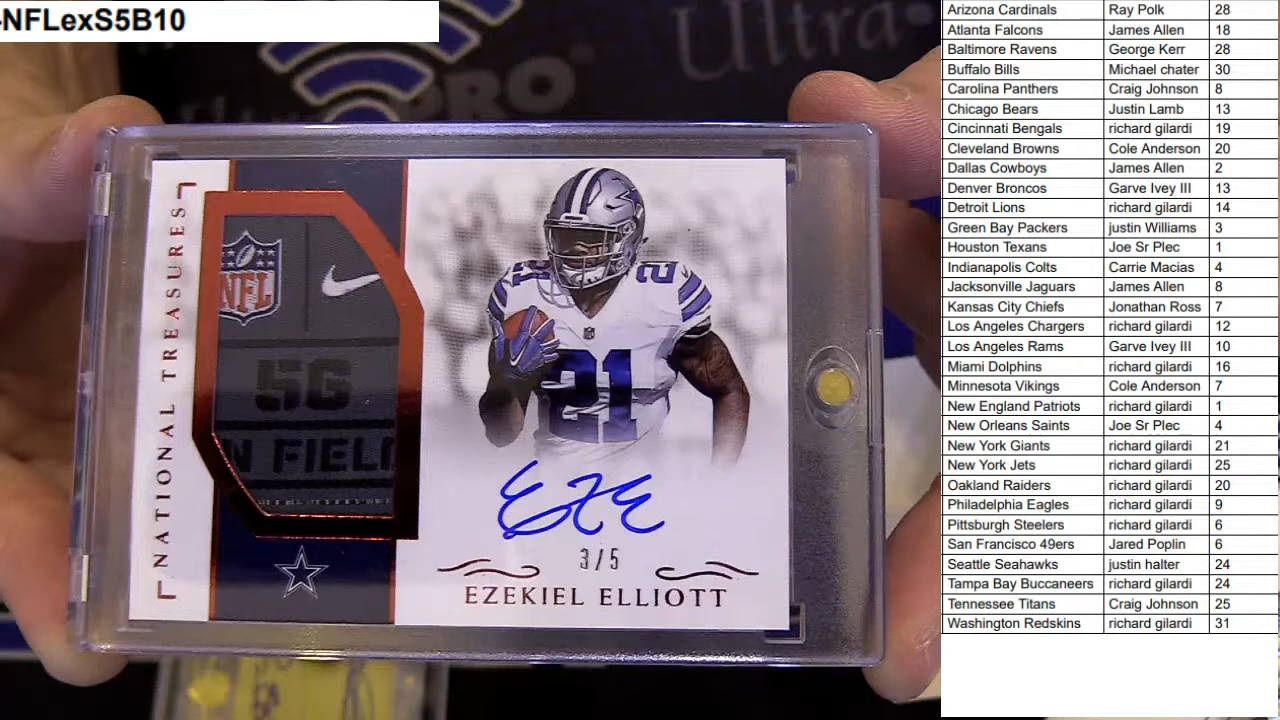 -NFLexS5B10
Ultra-
PRO
NATIONAL TREASURES
NFL
5G
N FIEL
21
21
21
EZE
3/5
EZEKIEL ELLIOTT
Arizona Cardinals Ray Polk 28
Atlanta Falcons James Allen 18
Baltimore Ravens George Kerr 28
Buffalo Bills Michael chater 30
Carolina Panthers Craig Johnson 8
Chicago Bears Justin Lamb 13
Cincinnati Bengals richard gilardi 19
Cleveland Browns Cole Anderson 20
Dallas Cowboys James Allen 2
Denver Broncos Garve Ivey III 13
Detroit Lions richard gilardi 14
Green Bay Packers justin Williams 3
Houston Texans Joe Sr Plec 1
Indianapolis Colts Carrie Macias 4
Jacksonville Jaguars James Allen 8
Kansas City Chiefs Jonathan Ross 7
Los Angeles Chargers richard gilardi 12
Los Angeles Rams Garve Ivey III 10
Miami Dolphins richard gilardi 16
Minnesota Vikings Cole Anderson 7
New England Patriots richard gilardi 1
New Orleans Saints Joe Sr Plec 4
New York Giants richard gilardi 21
New York Jets richard gilardi 25
Oakland Raiders richard gilardi 20
Philadelphia Eagles richard gilardi 9
Pittsburgh Steelers richard gilardi 6
San Francisco 49ers Jared Poplin 6
Seattle Seahawks justin halter 24
Tampa Bay Buccaneers richard gilardi 24
Tennessee Titans Craig Johnson 25
Washington Redskins richard gilardi 31